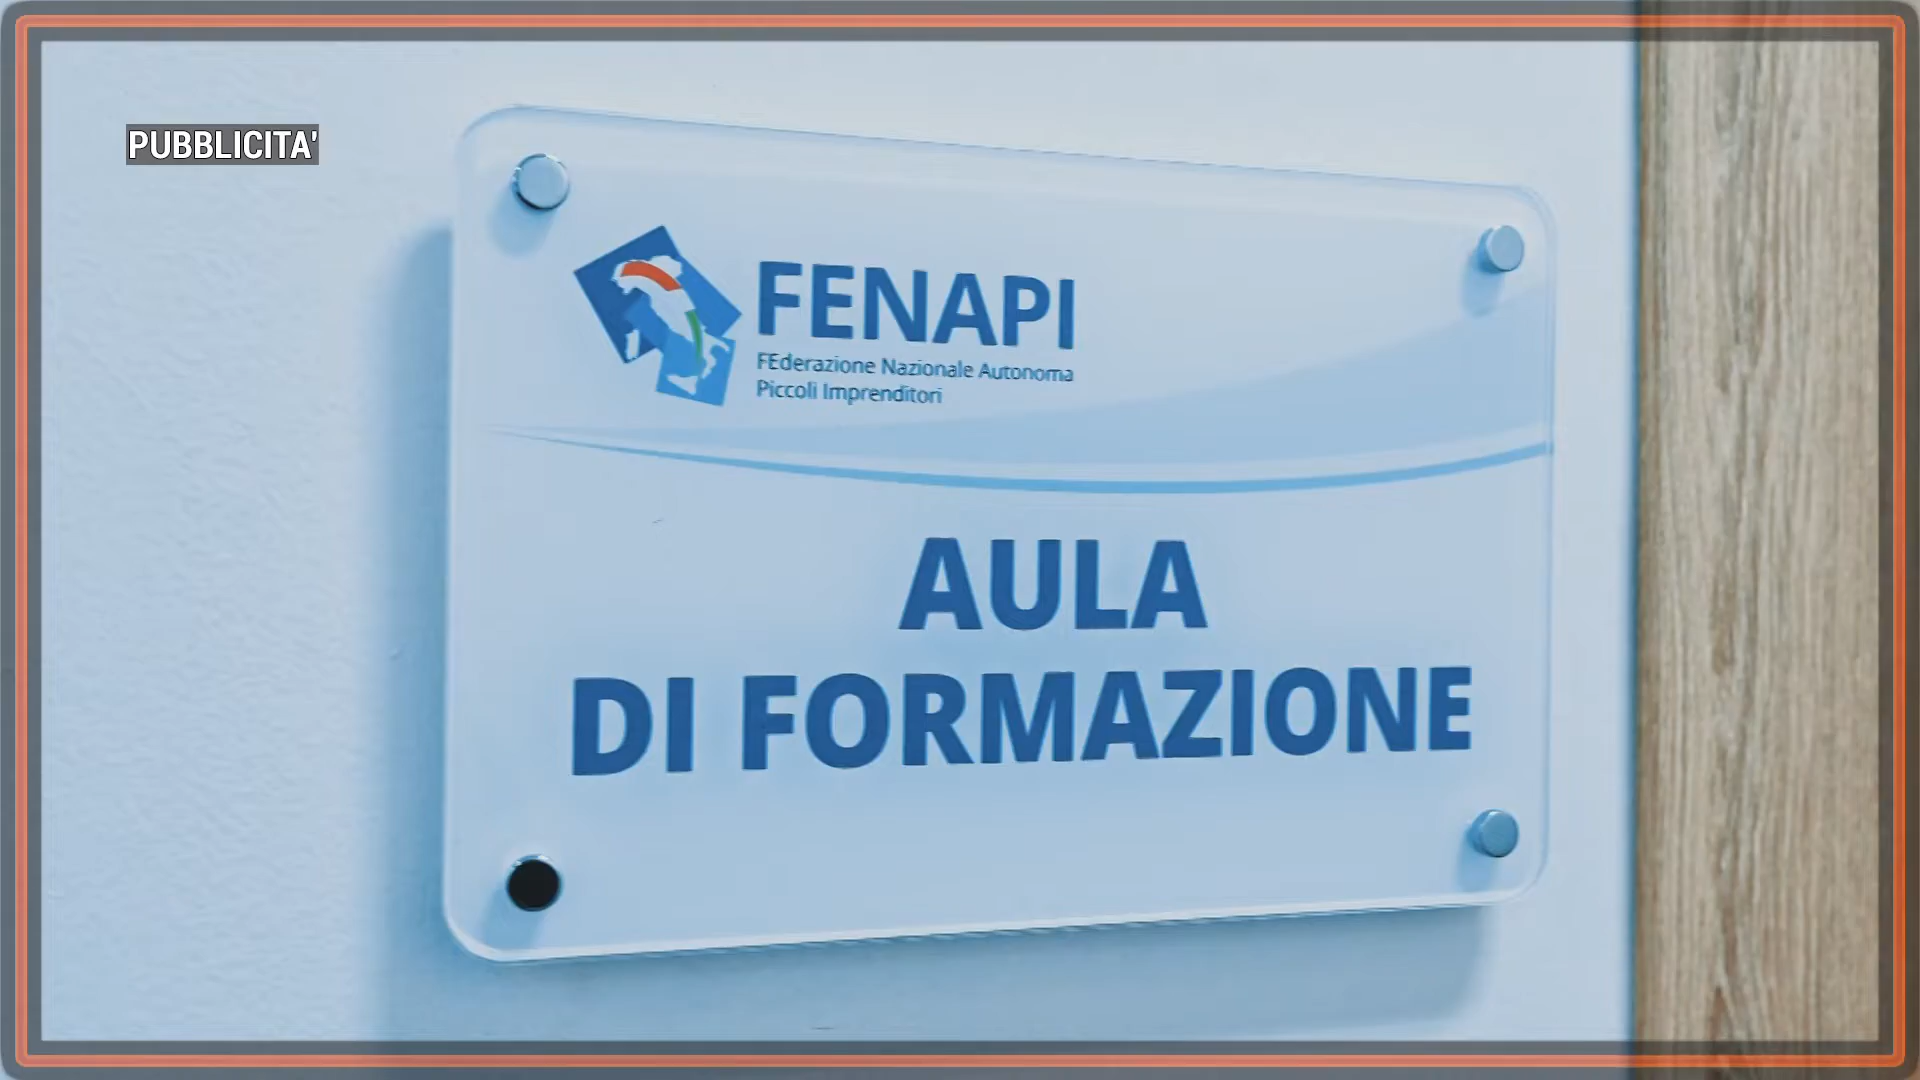 PUBBLICITA'
FENAPI
FEderazione Nazionale Autonoma
Piccoli Imprenditori
AULA
DI FORMAZIONE